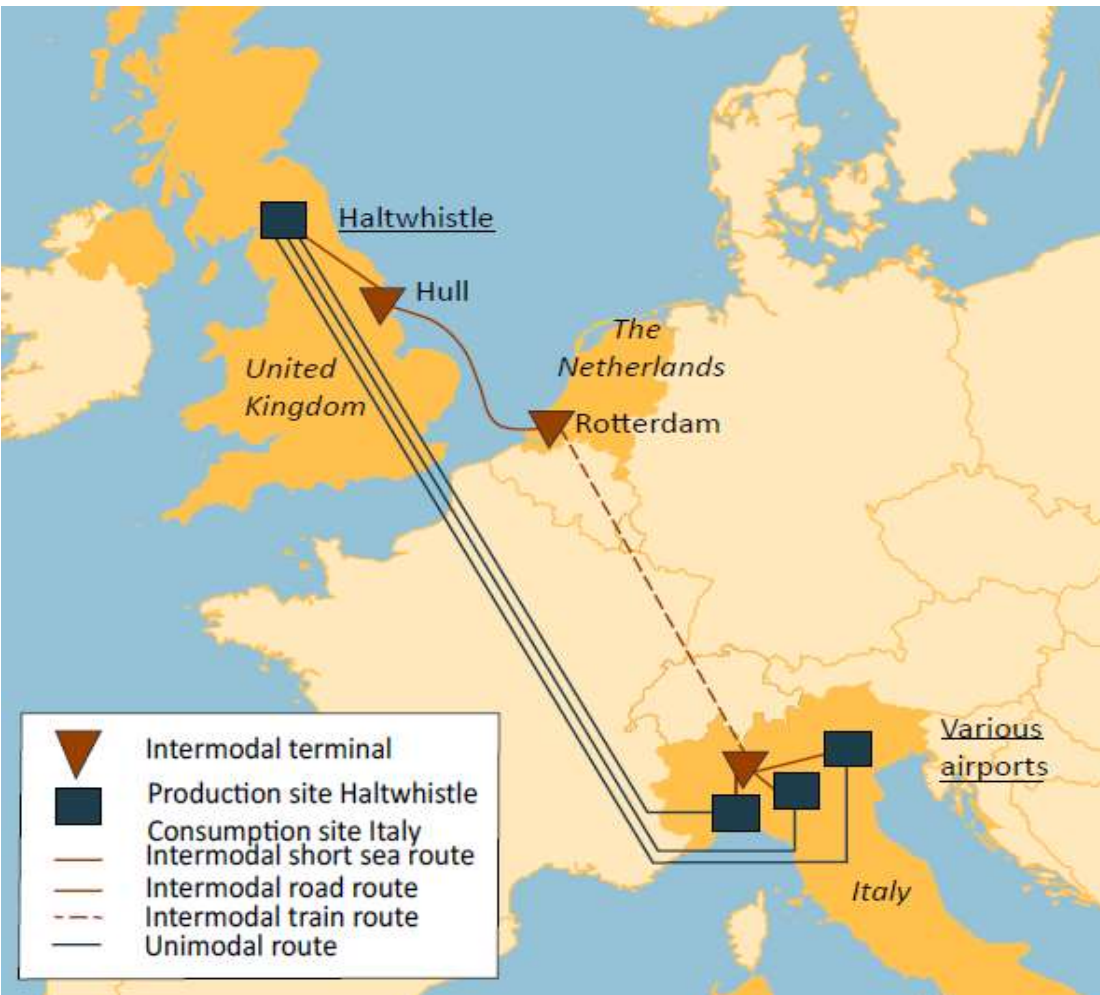 Haltwhistle
Hull
The
Netherlands
United
Kingdom
Rotterdam
Various
airports
Italy
Intermodal terminal
Production site Haltwhistle
Consumption site Italy
Intermodal short sea route
Intermodal road route
Intermodal train route
Unimodal route